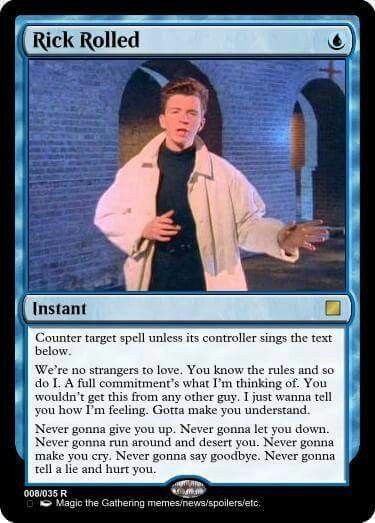 Rick Rolled
Instant
Counter target spell unless its controller sings the text
below.
We're no strangers to love. You know the rules and so
do I. A full commitment's what I'm thinking of. You
wouldn't get this from any other guy. I just wanna tell
you how I'm feeling. Gotta make you understand.
Never gonna give you up. Never gonna let you down.
Never gonna run around and desert you. Never gonna
make you cry. Never gonna say goodbye. Never gonna
tell a lie and hurt you.
008/035 R
Magic the Gathering memes/news/spoilers/etc.